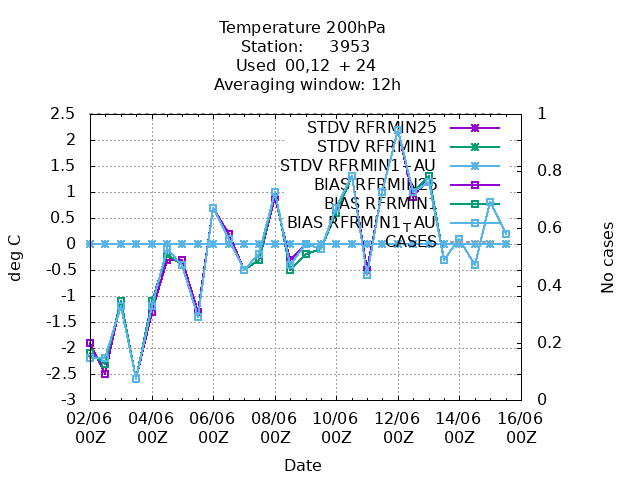 Temperature 200hPa
Station: 3953
Used 00,12 + 24
Averaging window: 12h
2.5
2
1.5
1
0.5
0
-0.5
-1
-1.5
-2
-2.5
-3
deg C
1
0.8
0.6
0.4
0.2
0
No cases
STDV RFRMIN25
STDV RFRMIN1
STDV RFRMIN1_AU
BIAS RFRMIN25
BIAS RFRMIN1
BIAS RFRMIN1_AU
CASES
02/06 04/06 06/06 08/06 10/06 12/06 14/06 16/06
00Z 00Z 00Z 00Z 00Z 00Z 00Z 00Z
Date